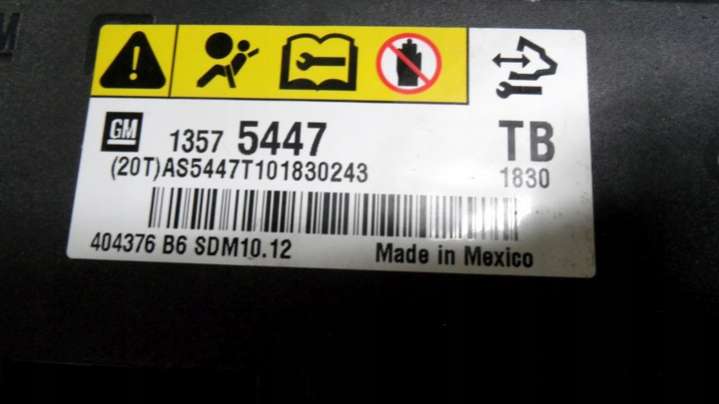 GM 1357 5447 TB
(20T)AS5447T101830243 1830
404376 B6 SDM10.12 Made in Mexico